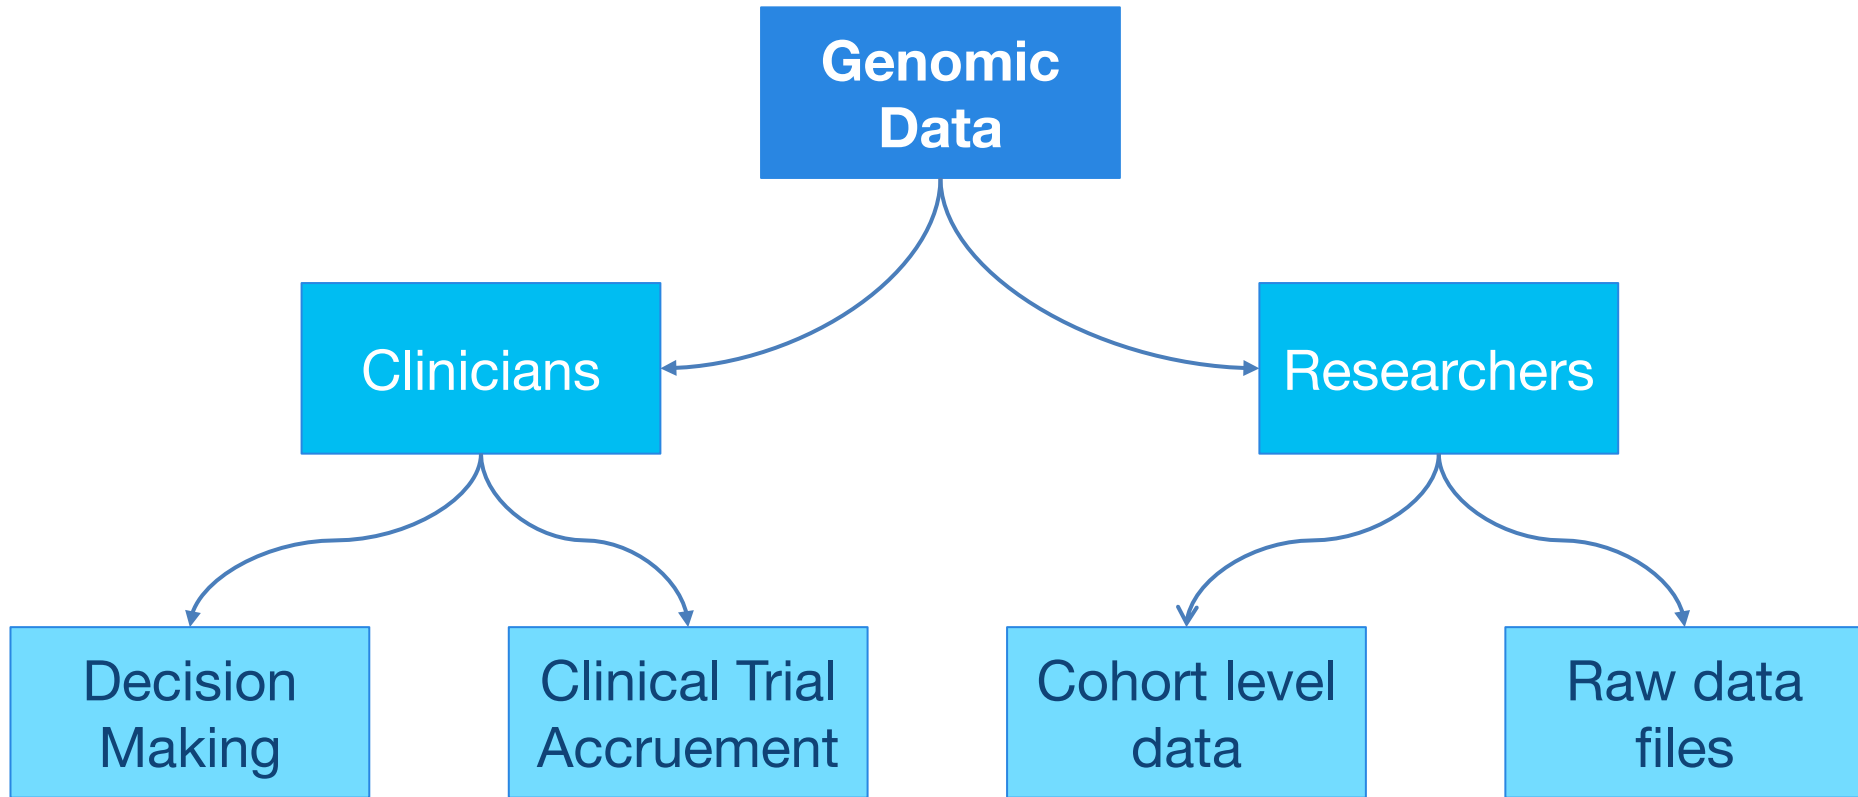 Genomic
Data
Clinicians
Researchers
Decision
Making
Clinical Trial
Accruement
Cohort level
data
Raw data
files